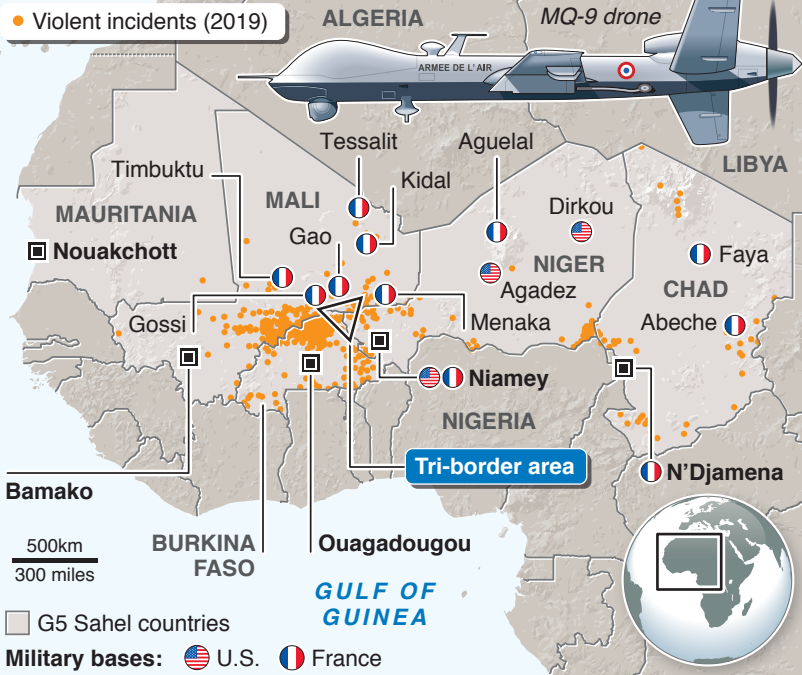 Violent incidents (2019)
ALGERIA
MQ-9 drone
ARMEE DE L'AIR
Tessalit
Aguelal
LIBYA
Timbuktu
Kidal
MALI
Dirkou
MAURITANIA
Gao
Nouakchott
NIGER
Faya
Agadez
CHAD
Gossi
Menaka
Abeche
Niamey
NIGERIA
Tri-border area
N'Djamena
Bamako
500km
300 miles
BURKINA
FASO
Ouagadougou
GULF OF
GUINEA
G5 Sahel countries
Military bases: U.S. France